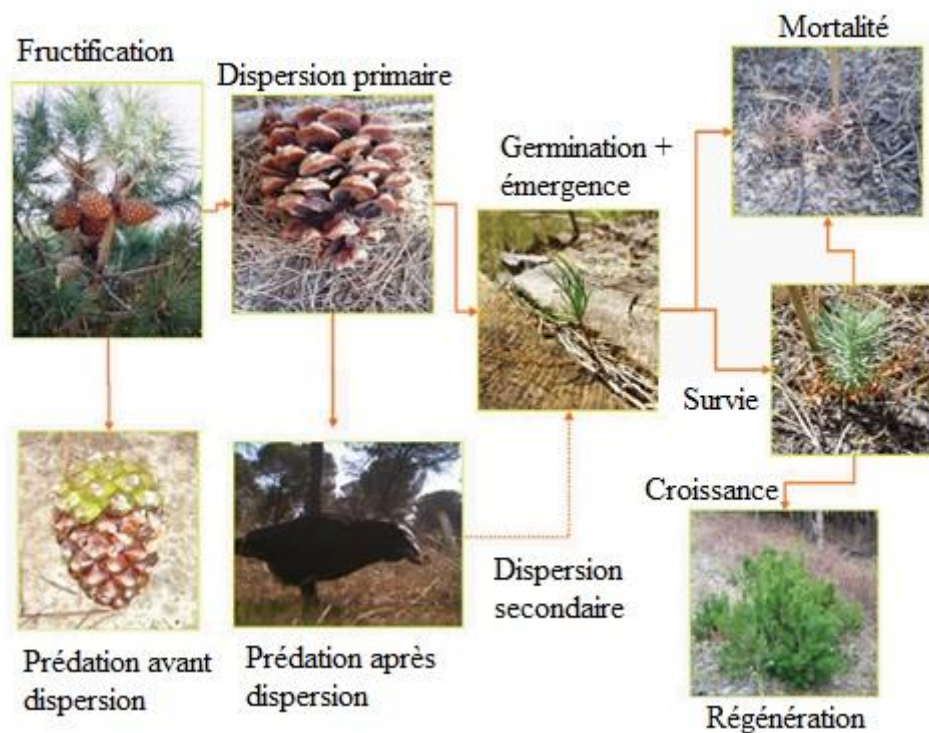 Fructification
Dispersion primaire
Mortalité
Germination +
émergence
Survie
Croissance
Dispersion
secondaire
Prédation avant
dispersion
Prédation après
dispersion
Régénération